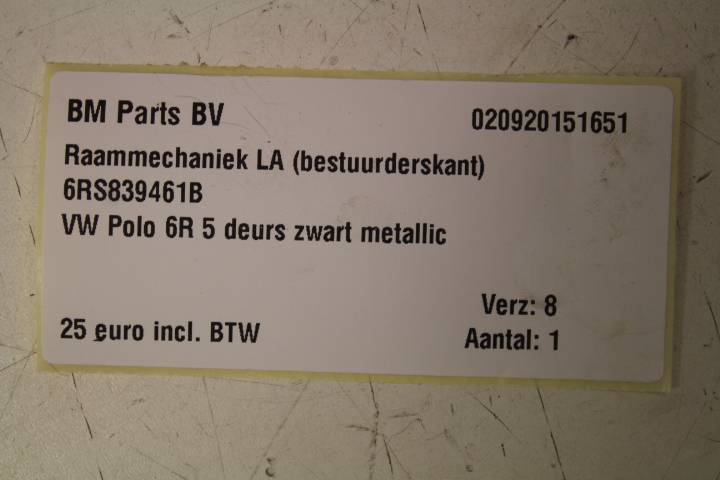 BM Parts BV 020920151651
Raammechaniek LA (bestuurderskant)
6RS839461B
VW Polo 6R 5 deurs zwart metallic
Verz: 8
25 euro incl. BTW Aantal: 1